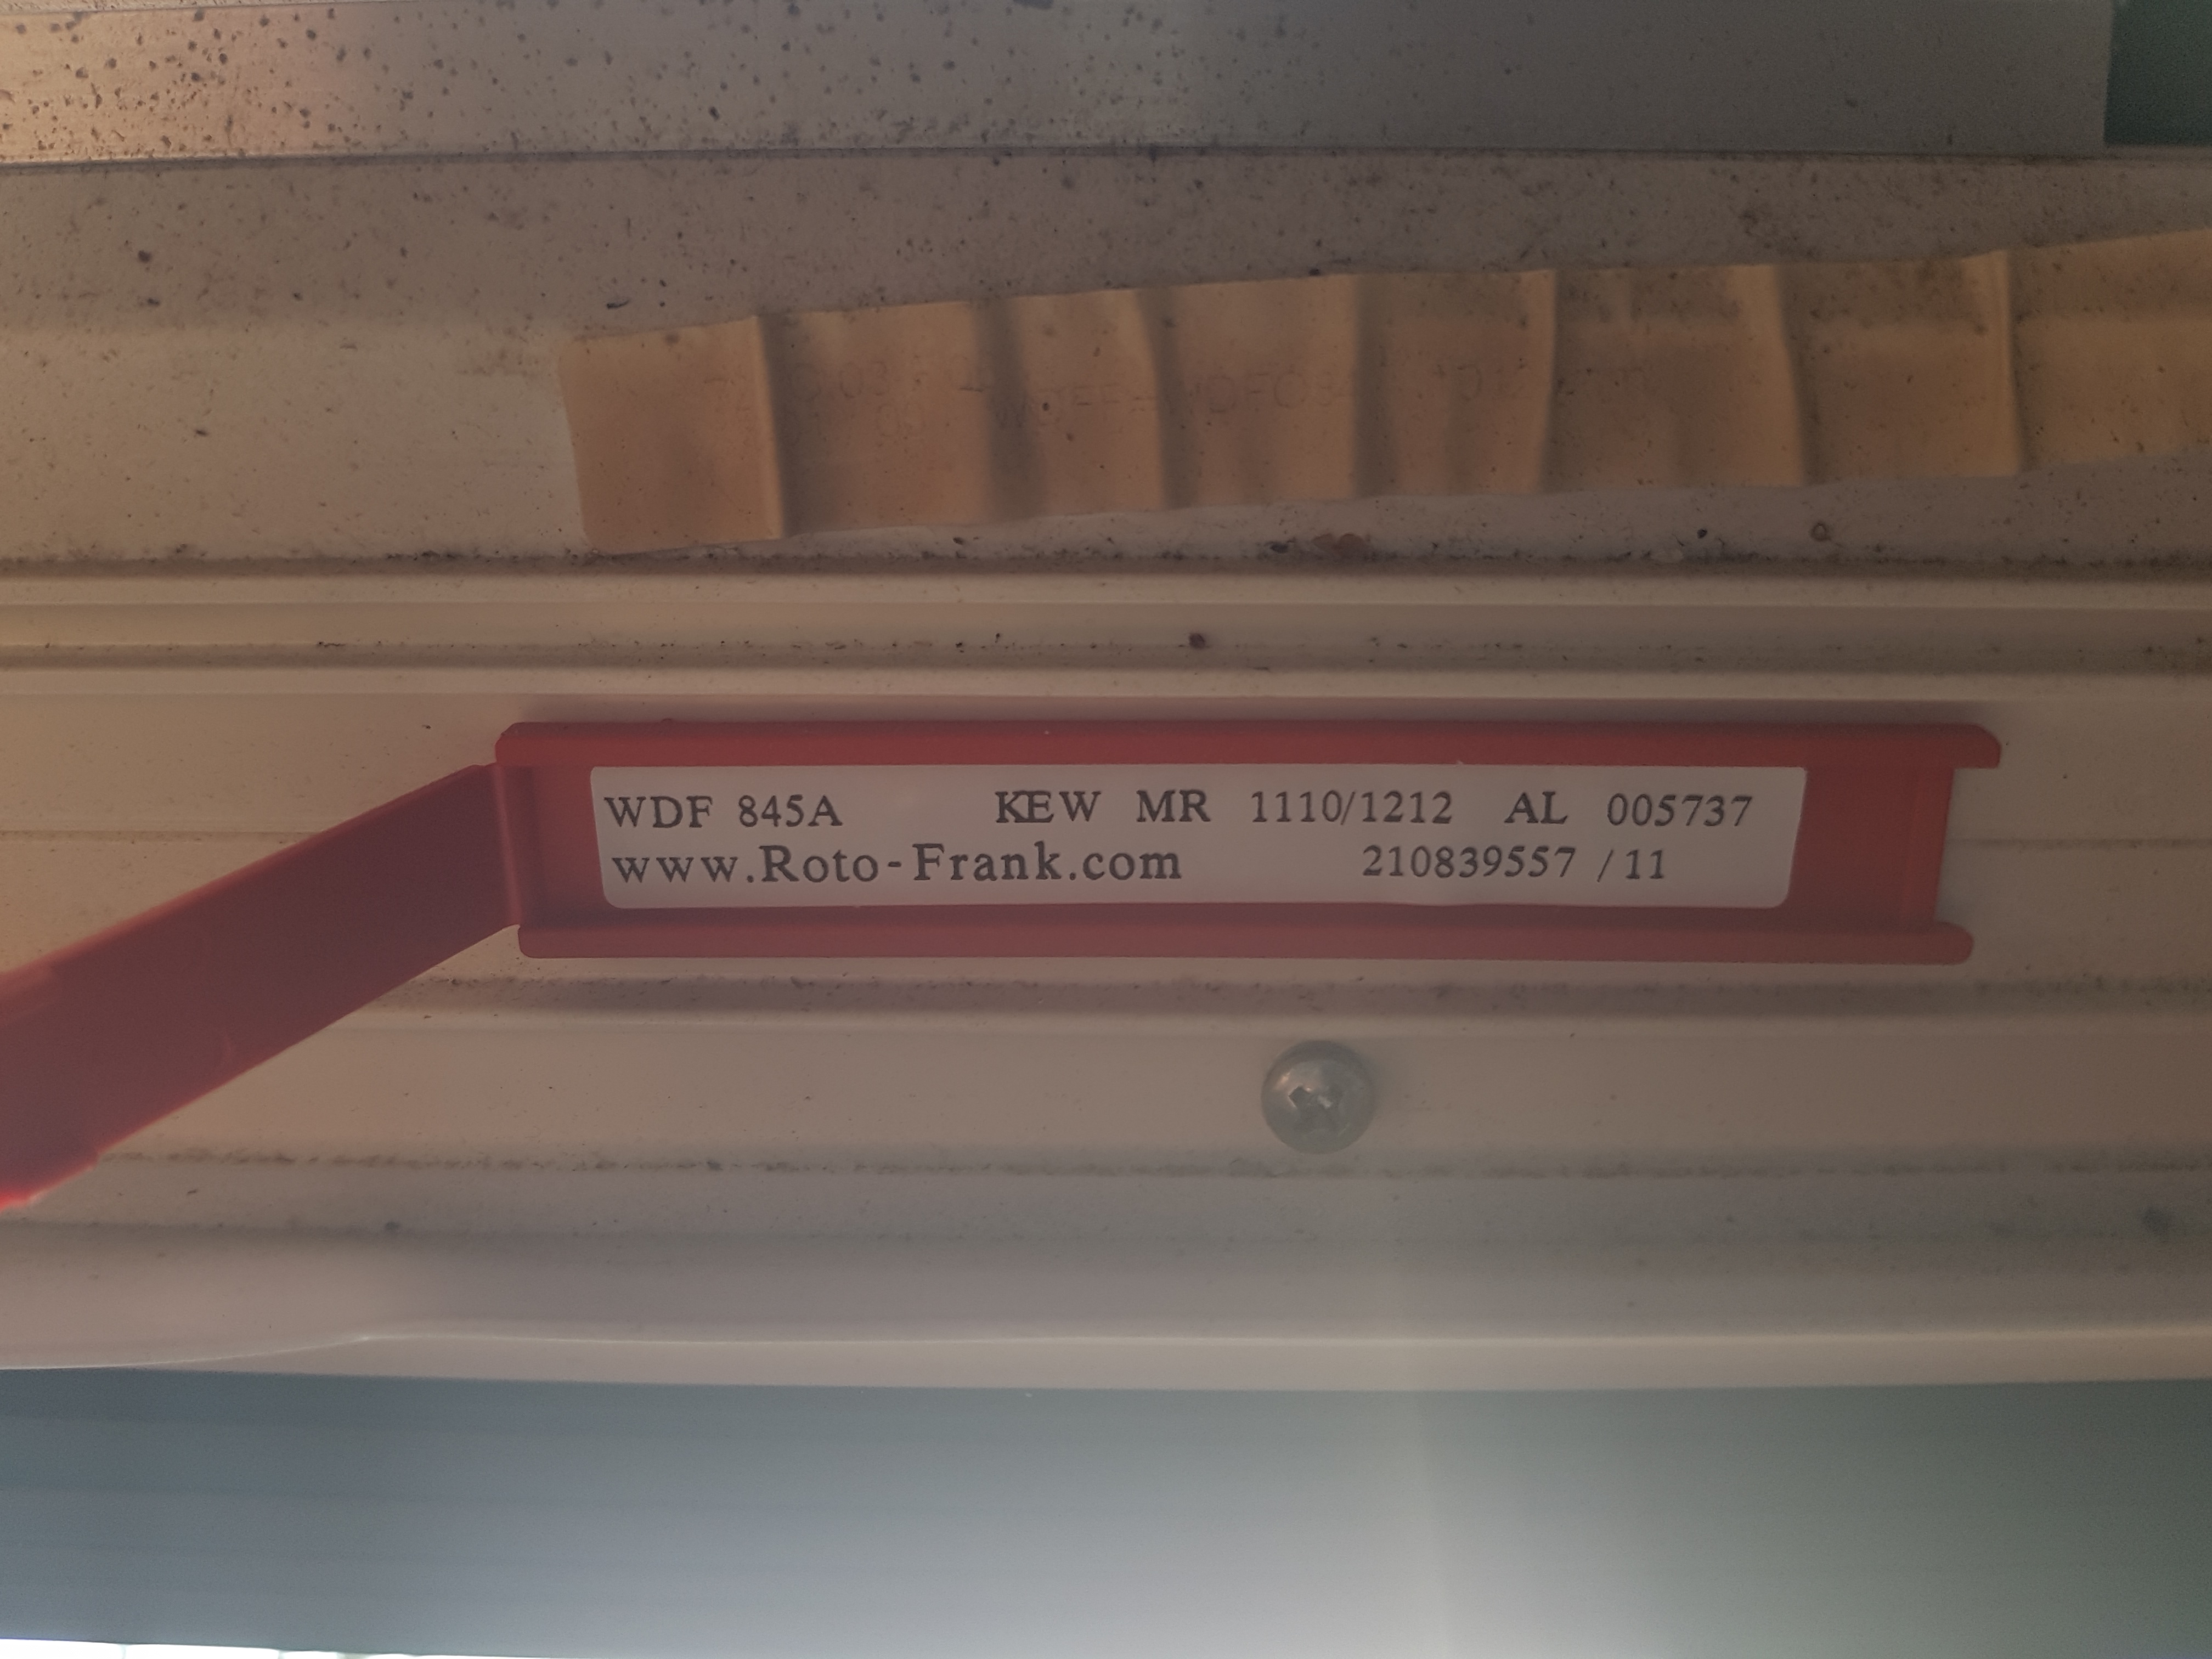 WDF 845A KEW MR 1110/1212 AL 005737
www.Roto-Frank.com 210839557 /11